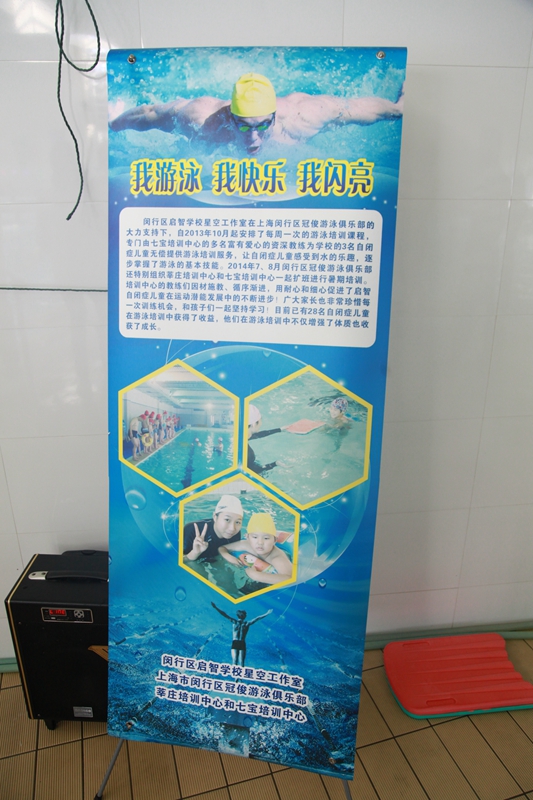 我游泳 我快乐 我闪亮
闵行区启智学校星空工作室在上海闵行区冠俊游泳俱乐部的
大力支持下，自2013年10月起安排了每周一次的游泳培训课程，
专门由七宝培训中心的多名富有爱心的资深教练为学校的3名自闭
症儿童无偿提供游泳培训服务，让自闭症儿童感受到水的乐趣，逐
步掌握了游泳的基本技能。2014年7、8月闵行区冠俊游泳俱乐部
还特别组织莘庄培训中心和七宝培训中心一起扩班进行暑期培训。
培训中心的教练们因材施教、循序渐进，用耐心和细心促进了启智
自闭症儿童在运动潜能发展中的不断进步！广大家长也非常珍惜每
一次训练机会，和孩子们一起坚持学习！目前已有28名自闭症儿童
在游泳培训中获得了收益，他们在游泳培训中不仅增强了体质也收
获了成长。
闵行区启智学校星空工作室
上海市闵行区冠俊游泳俱乐部
莘庄培训中心和七宝培训中心